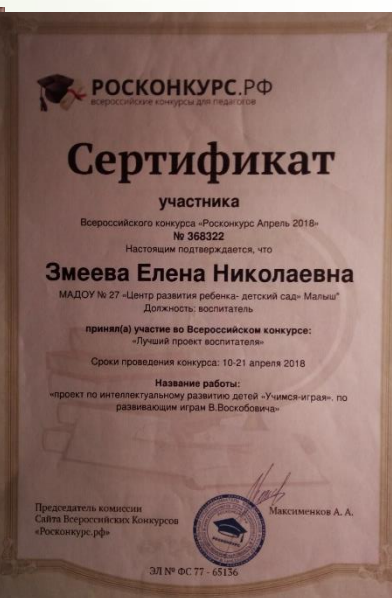 РОСКОНКУРС.РФ
всероссийские конкурсы для педагогов
Сертификат
участника
Всероссийского конкурса «Росконкурс Апрель 2018»
№ 368322
Настоящим подтверждается, что
Змеева Елена Николаевна
МАДОУ № 27 «Центр развития ребенка- детский сад» Малыш"
Должность: воспитатель
принял(а) участие во Всероссийском конкурсе:
«Лучший проект воспитателя»
Сроки проведения конкурса: 10-21 апреля 2018
Название работы:
«проект по интеллектуальному развитию детей «Учимся-играя». по
развивающим играм В.Воскобовича»
Председатель комиссии
Сайта Всероссийских Конкурсов
«Росконкурс.рф»
Максименков А. А.
ЭЛ № ФС 77 - 65136